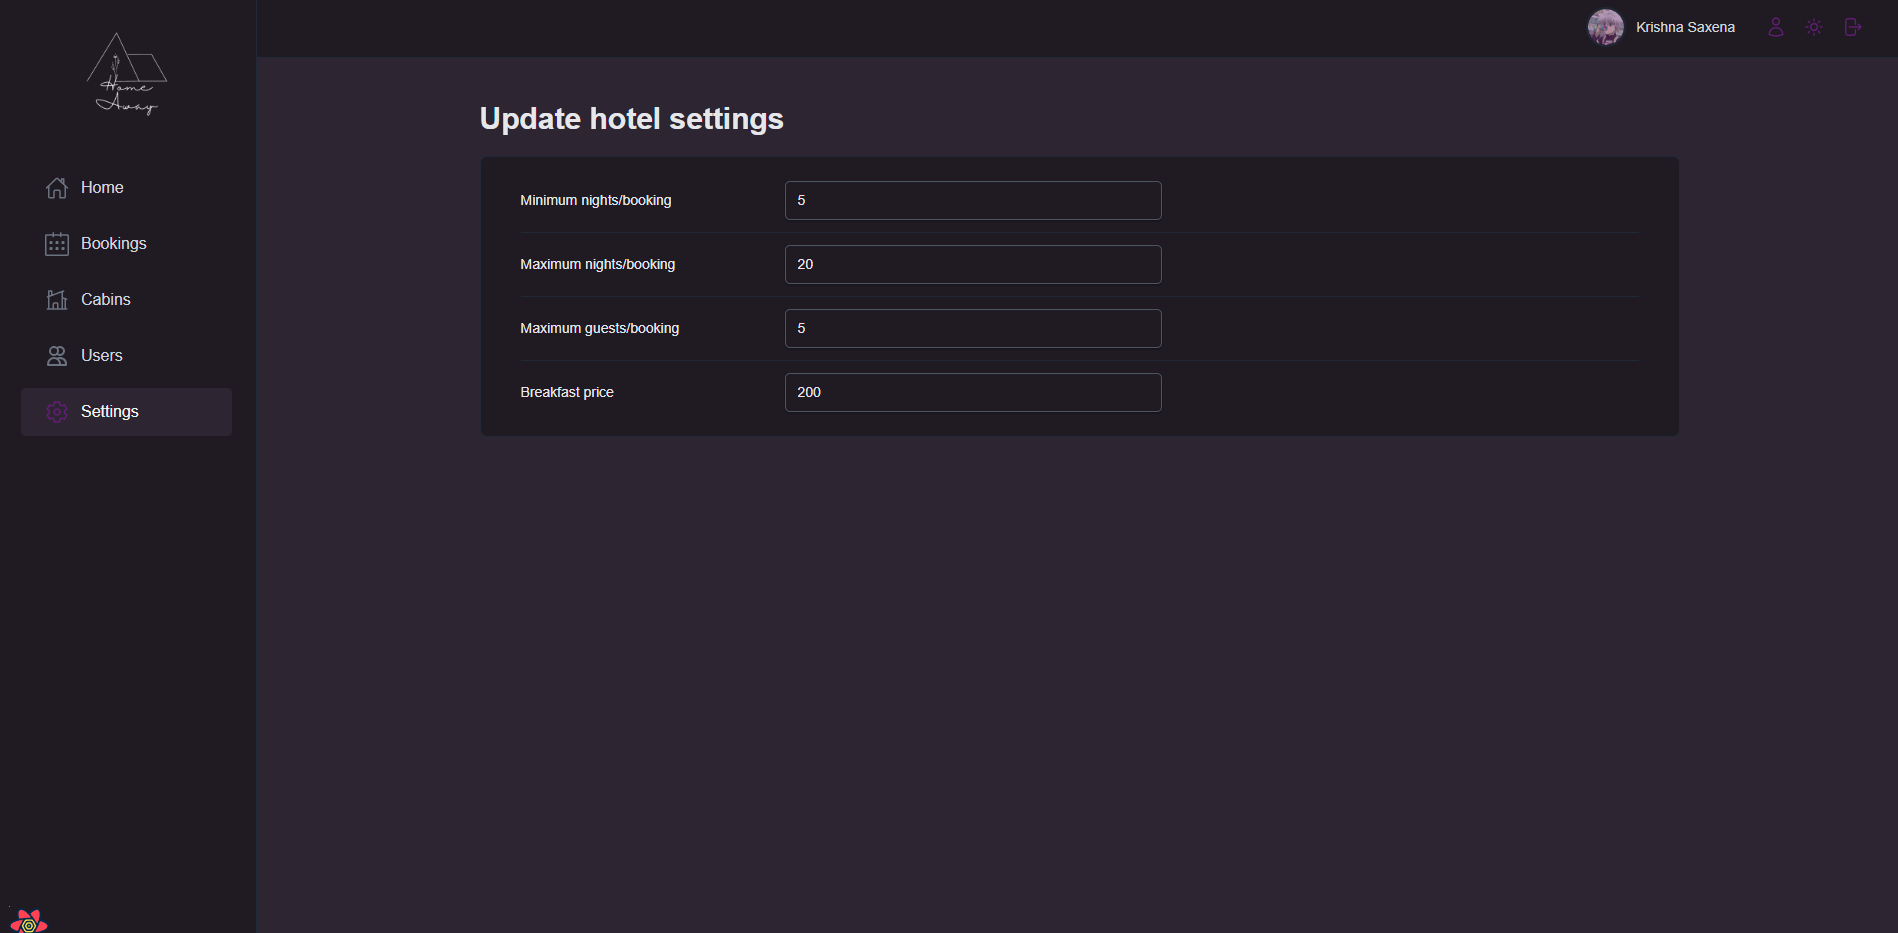 Home
Away
Home
Bookings
Cabins
Users
Settings
Krishna Saxena
Update hotel settings
Minimum nights/booking 5
Maximum nights/booking 20
Maximum guests/booking 5
Breakfast price 200